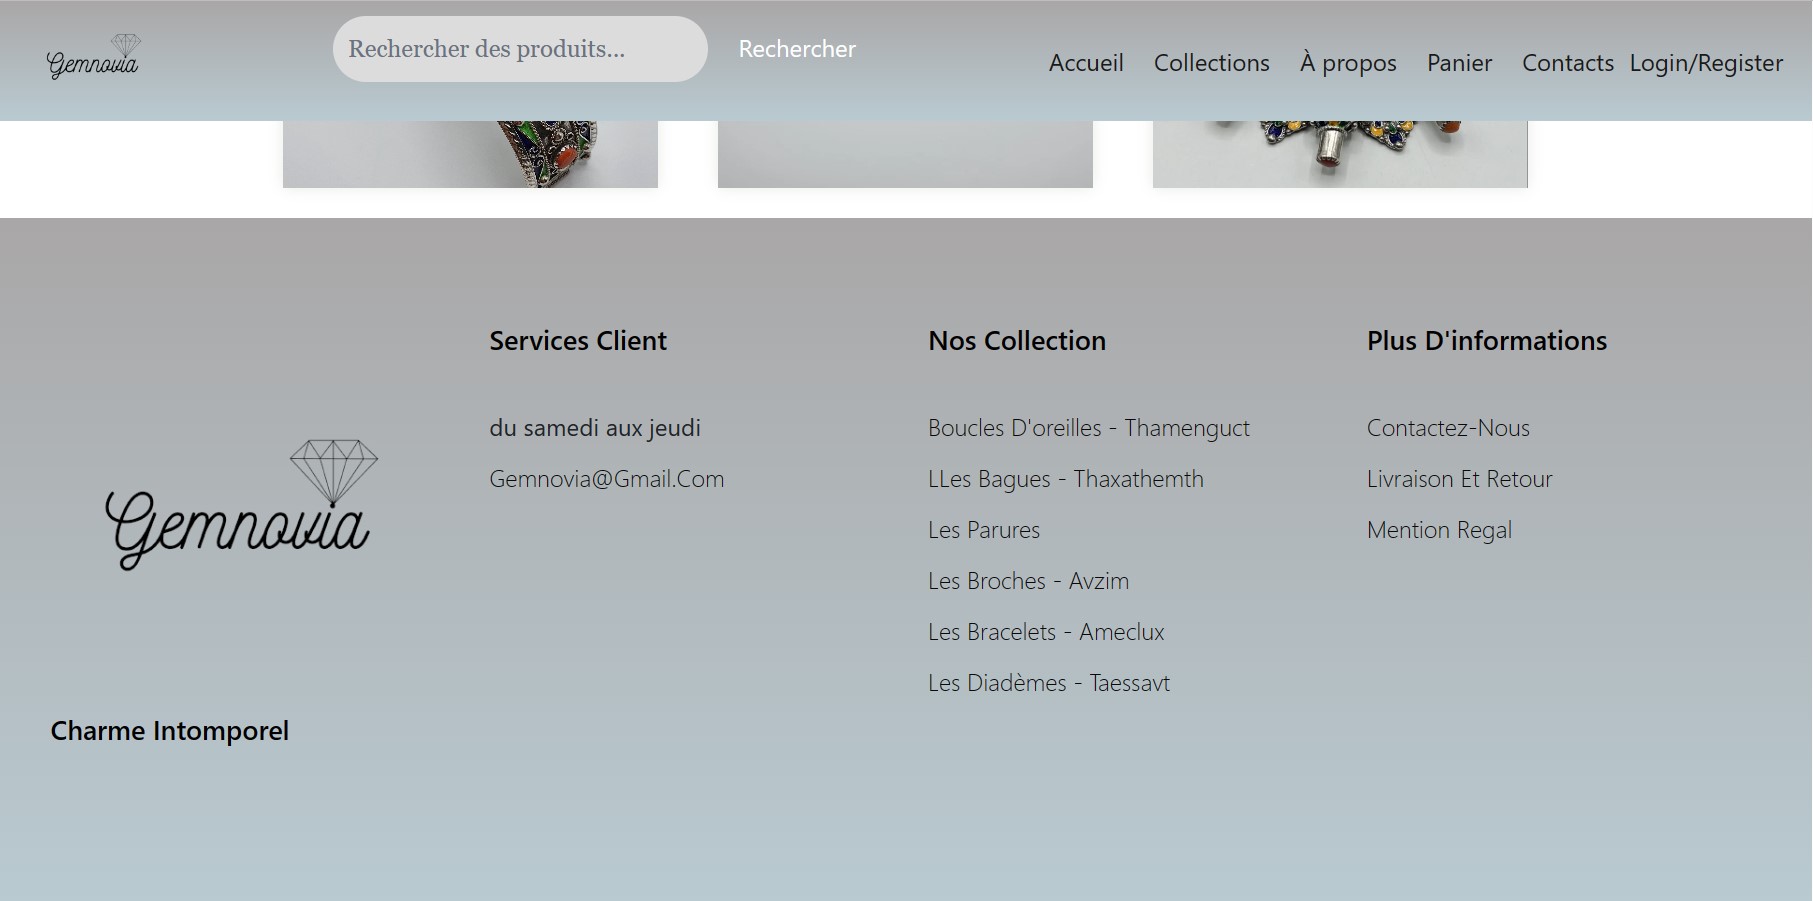 Gemnovia
Rechercher des produits...
Rechercher
Accueil
Collections
À propos
Panier
Contacts
Login/Register
Gemnovia
Charme Intomporel
Services Client
du samedi aux jeudi
Gemnovia@Gmail.Com
Nos Collection
Boucles D'oreilles - Thamenguct
LLes Bagues - Thaxathemth
Les Parures
Les Broches - Avzim
Les Bracelets - Ameclux
Les Diadèmes - Taessavt
Plus D'informations
Contactez-Nous
Livraison Et Retour
Mention Regal